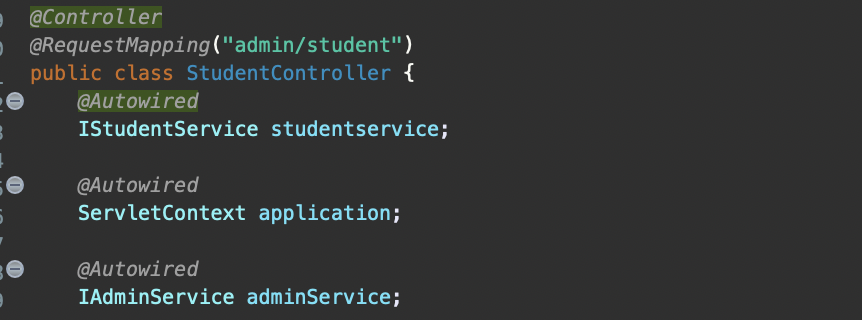 @Controller
@RequestMapping("admin/student")
public class StudentController {
@Autowired
IStudentService studentservice;
@Autowired
ServletContext application;
@Autowired
IAdminService adminService;